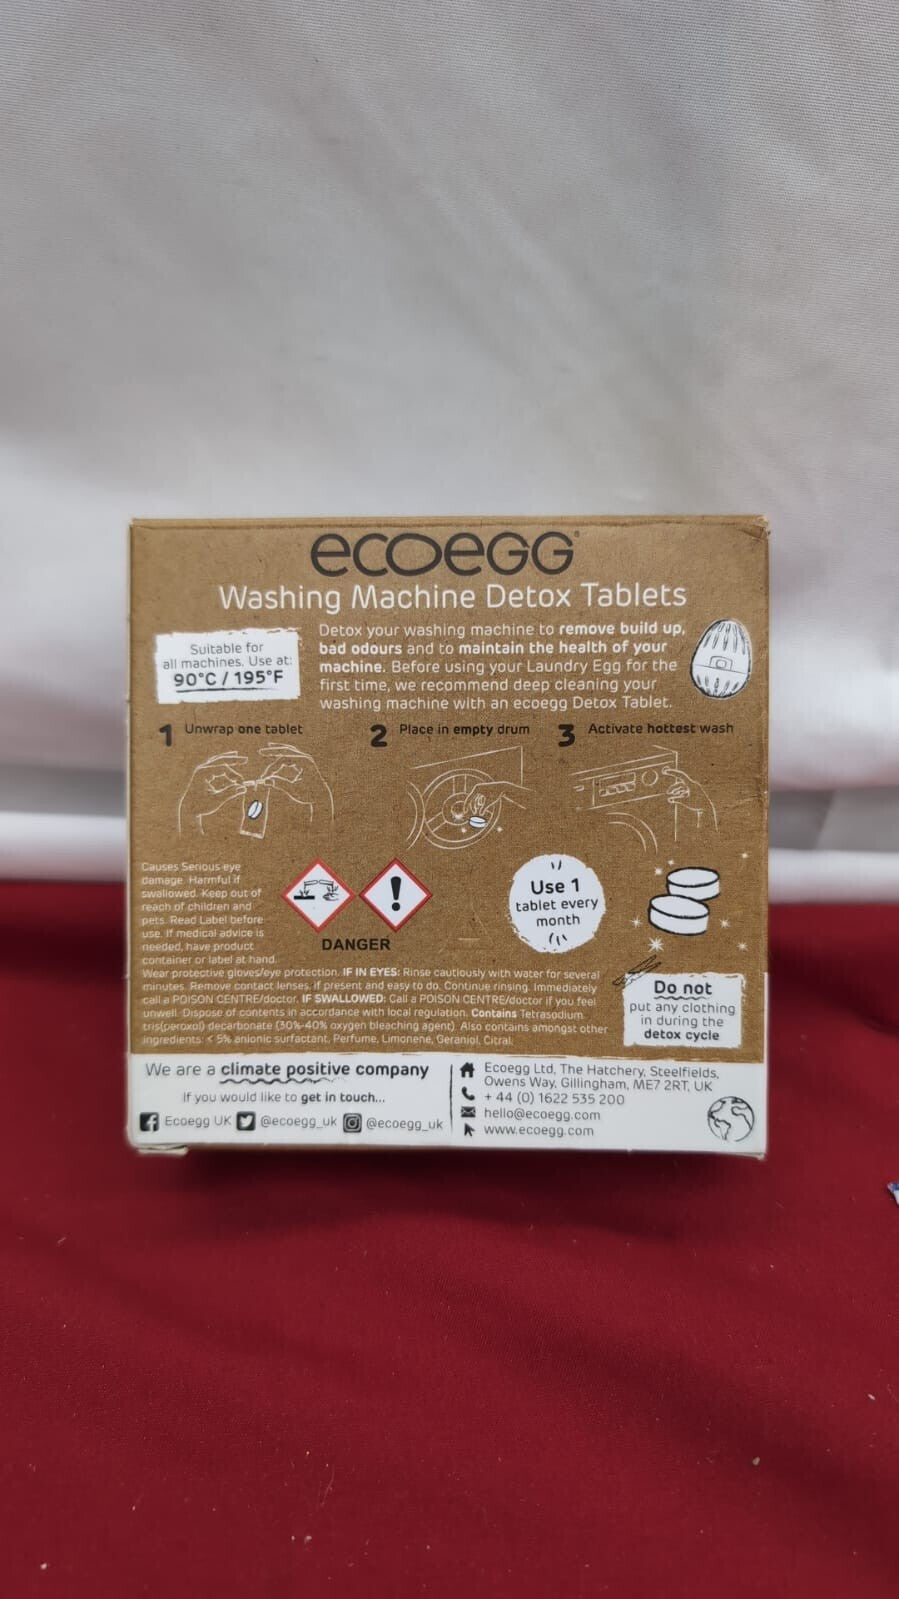 ecoegg
Washing Machine Detox Tablets
Suitable for
all machines. Use at:
90°C / 195°F
Detox your washing machine to remove build up,
bad odours and to maintain the health of your
machine. Before using your Laundry Egg for the
first time, we recommend deep cleaning your
washing machine with an ecoegg Detox Tablet.
1 Unwrap one tablet
2 Place in empty drum
3 Activate hottest wash
Causes Serious eye
damage. Harmful if
swallowed. Keep out of
reach of children and
pets. Read Label before
use. If medical advice is
needed, have product
container or label at hand.
DANGER
Use 1
tablet every
month
Wear protective gloves/eye protection. IF IN EYES: Rinse cautiously with water for several
minutes. Remove contact lenses, if present and easy to do. Continue rinsing. Immediately
call a POISON CENTRE/doctor. IF SWALLOWED: Call a POISON CENTRE/doctor if you feel
unwell. Dispose of contents in accordance with local regulation. Contains Tetrasodium
tris(peroxo) decarbonate (30%-40% oxygen bleaching agent). Also contains amongst other
ingredients: < 5% anionic surfactant, Perfume, Limonene, Geraniol, Citral.
Do not
put any clothing
in during the
detox cycle
We are a climate positive company
If you would like to get in touch...
Ecoegg UK @ecoegg_uk @ecoegg_uk
Ecoegg Ltd, The Hatchery, Steelfields,
Owens Way, Gillingham, ME7 2RT, UK
+ 44 (0) 1622 535 200
hello@ecoegg.com
www.ecoegg.com